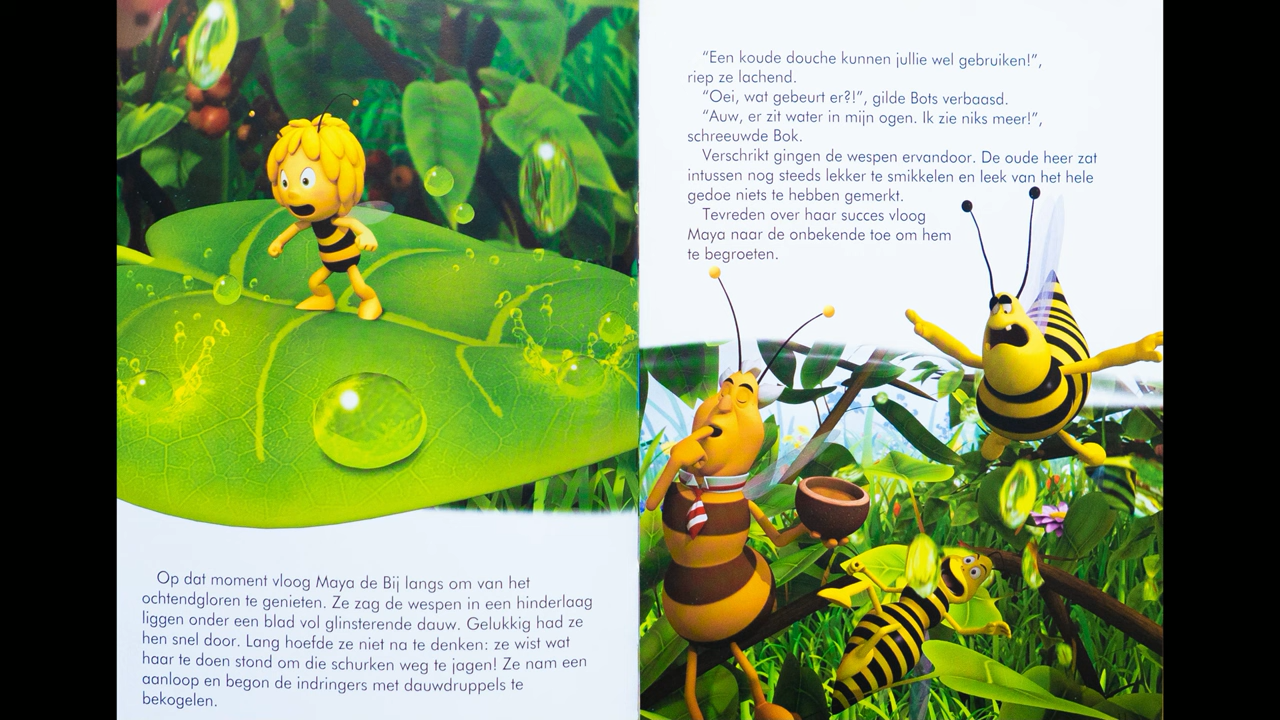 Op dat moment vloog Maya de Bij langs om van het
ochtendgloren te genieten. Ze zag de wespen in een hinderlaag
liggen onder een blad vol glinsterende dauw. Gelukkig had ze
hen snel door. Lang hoefde ze niet na te denken: ze wist wat
haar te doen stond om die schurken weg te jagen! Ze nam een
aanloop en begon de indringers met dauwdruppels te
bekogelen.
“Een koude douche kunnen jullie wel gebruiken!”,
riep ze lachend.
“Oei, wat gebeurt er?!”, gilde Bots verbaasd.
“Auw, er zit water in mijn ogen. Ik zie niks meer!”,
schreeuwde Bok.
Verschrikt gingen de wespen ervandoor. De oude heer zat
intussen nog steeds lekker te smikkelen en leek van het hele
gedoe niets te hebben gemerkt.
Tevreden over haar succes vloog
Maya naar de onbekende toe om hem
te begroeten.